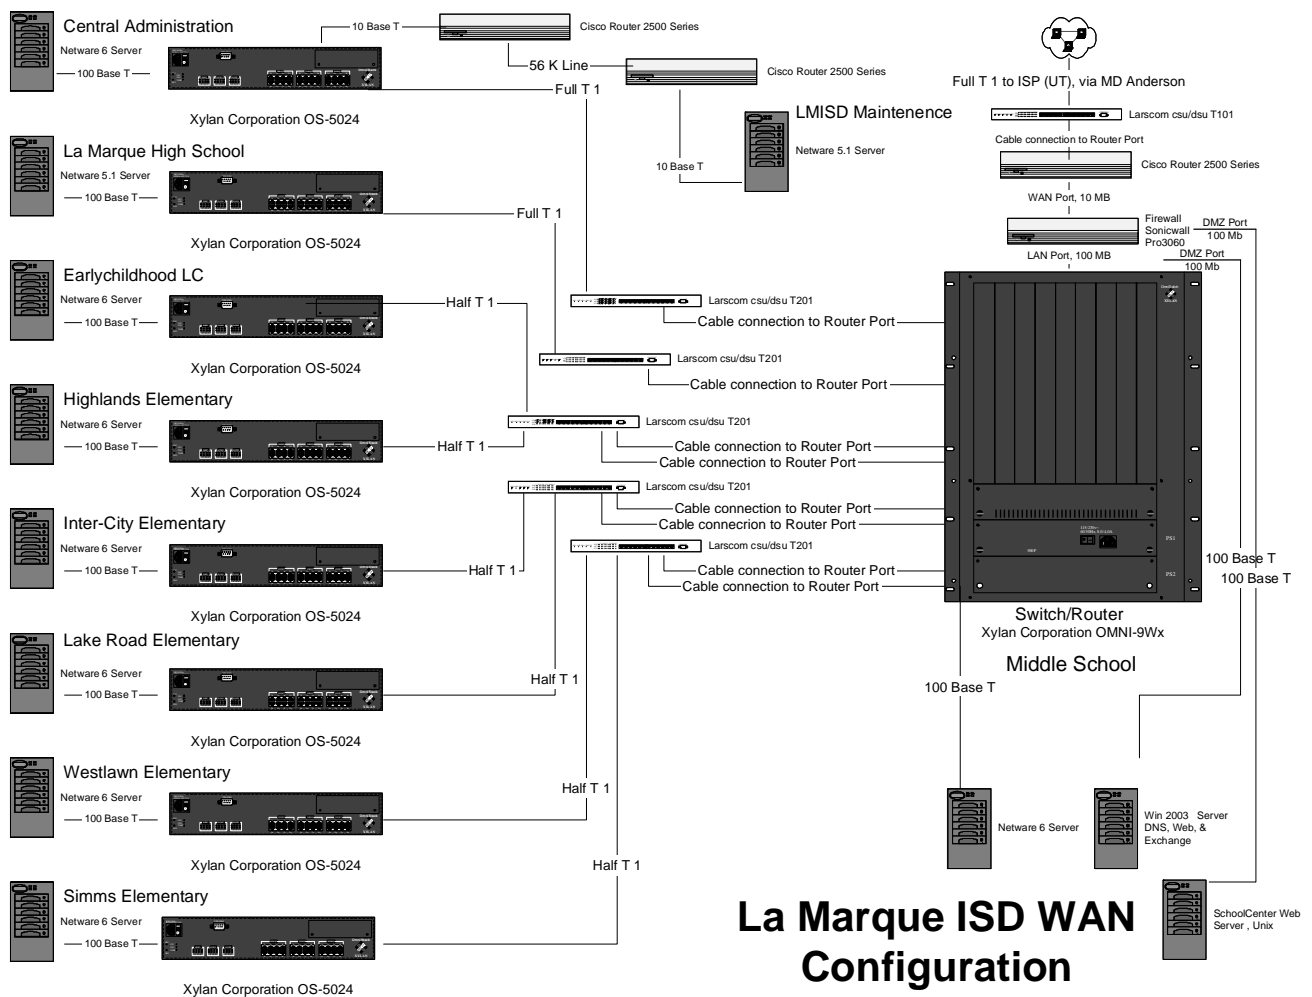 Central Administration
Netware 6 Server
100 Base T
Xylan Corporation OS-5024
10 Base T
Cisco Router 2500 Series
56 K Line
Cisco Router 2500 Series
Full T 1
LMISD Maintenence
Netware 5.1 Server
10 Base T
Full T 1 to ISP (UT), via MD Anderson
Larscom csu/dsu T101
Cable connection to Router Port
Cisco Router 2500 Series
WAN Port, 10 MB
Firewall
Sonicwall
Pro3060
DMZ Port
100 Mb
LAN Port, 100 MB
DMZ Port
100 Mb
La Marque High School
Netware 5.1 Server
100 Base T
Xylan Corporation OS-5024
Full T 1
Earlychildhood LC
Netware 6 Server
100 Base T
Xylan Corporation OS-5024
Half T 1
Larscom csu/dsu T201
Cable connection to Router Port
Larscom csu/dsu T201
Cable connection to Router Port
Highlands Elementary
Netware 6 Server
100 Base T
Xylan Corporation OS-5024
Half T 1
Larscom csu/dsu T201
Cable connection to Router Port
Cable connection to Router Port
Larscom csu/dsu T201
Cable connection to Router Port
Cable connecrion to Router Port
Inter-City Elementary
Netware 6 Server
100 Base T
Xylan Corporation OS-5024
Half T 1
Larscom csu/dsu T201
Cable connection to Router Port
Cable connection to Router Port
PS1
PS2
100 Base T
100 Base T
Switch/Router
Xylan Corporation OMNI-9Wx
Middle School
100 Base T
Lake Road Elementary
Netware 6 Server
100 Base T
Xylan Corporation OS-5024
Half T 1
Westlawn Elementary
Netware 6 Server
100 Base T
Xylan Corporation OS-5024
Half T 1
Netware 6 Server
Win 2003 Server
DNS, Web, &
Exchange
Simms Elementary
Netware 6 Server
100 Base T
Xylan Corporation OS-5024
Half T 1
SchoolCenter Web
Server , Unix
La Marque ISD WAN
Configuration